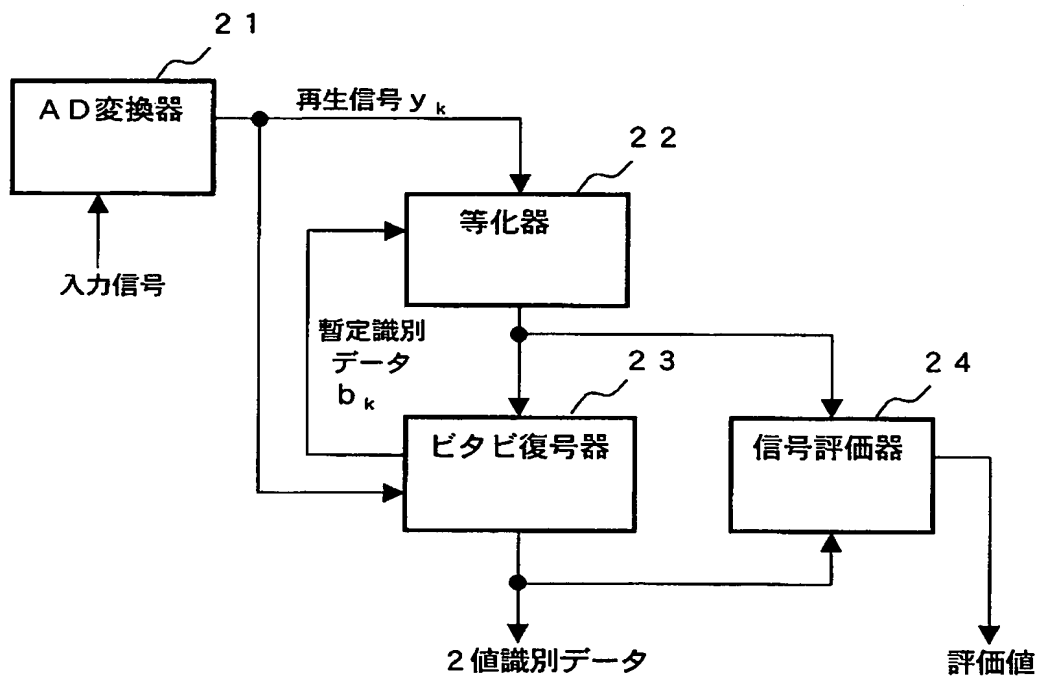 21
AD変換器
再生信号yk
22
等化器
入力信号
暫定識別
データ
bk
23
24
ビタビ復号器
信号評価器
2値識別データ
評価値